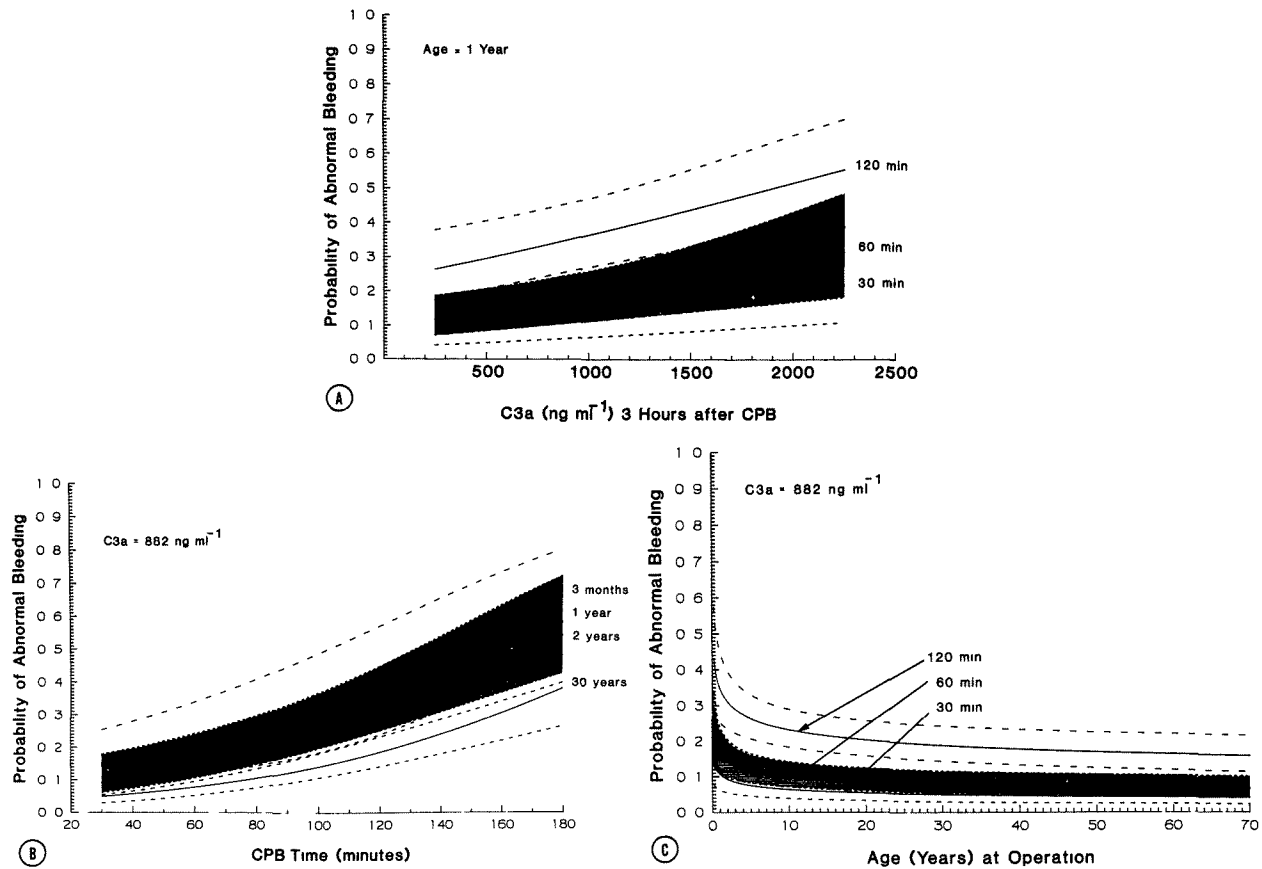 Probability of Abnormal Bleeding
1 0
0 9
0 8
0 7
0 6
0 5
0 4
0 3
0 2
0 1
0 0
Age = 1 Year
120 min
60 min
30 min
500
1000
1500
2000
2500
A
C3a (ng ml-1) 3 Hours after CPB
Probability of Abnormal Bleeding
1 0
0 9
0 8
0 7
0 6
0 5
0 4
0 3
0 2
0 1
0 0
C3a = 882 ng ml-1
3 months
1 year
2 years
30 years
20
40
60
80
100
120
140
160
180
B
CPB Time (minutes)
Probability of Abnormal Bleeding
1 0
0 9
0 8
0 7
0 6
0 5
0 4
0 3
0 2
0 1
0 0
C3a = 882 ng ml-1
120 min
60 min
30 min
0
10
20
30
40
50
60
70
C
Age (Years) at Operation